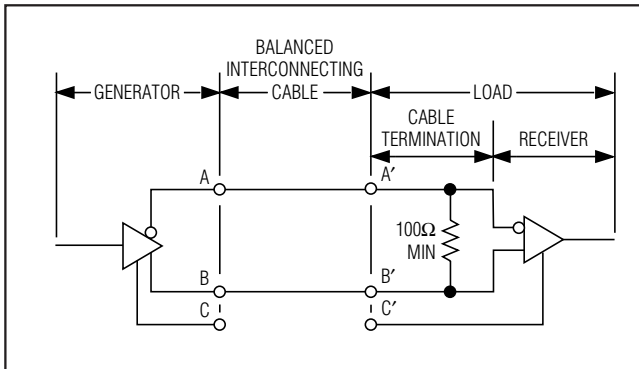 BALANCED
INTERCONNECTING
CABLE
GENERATOR
LOAD
CABLE
TERMINATION
RECEIVER
A
A′
100Ω
MIN
B
B′
C
C′